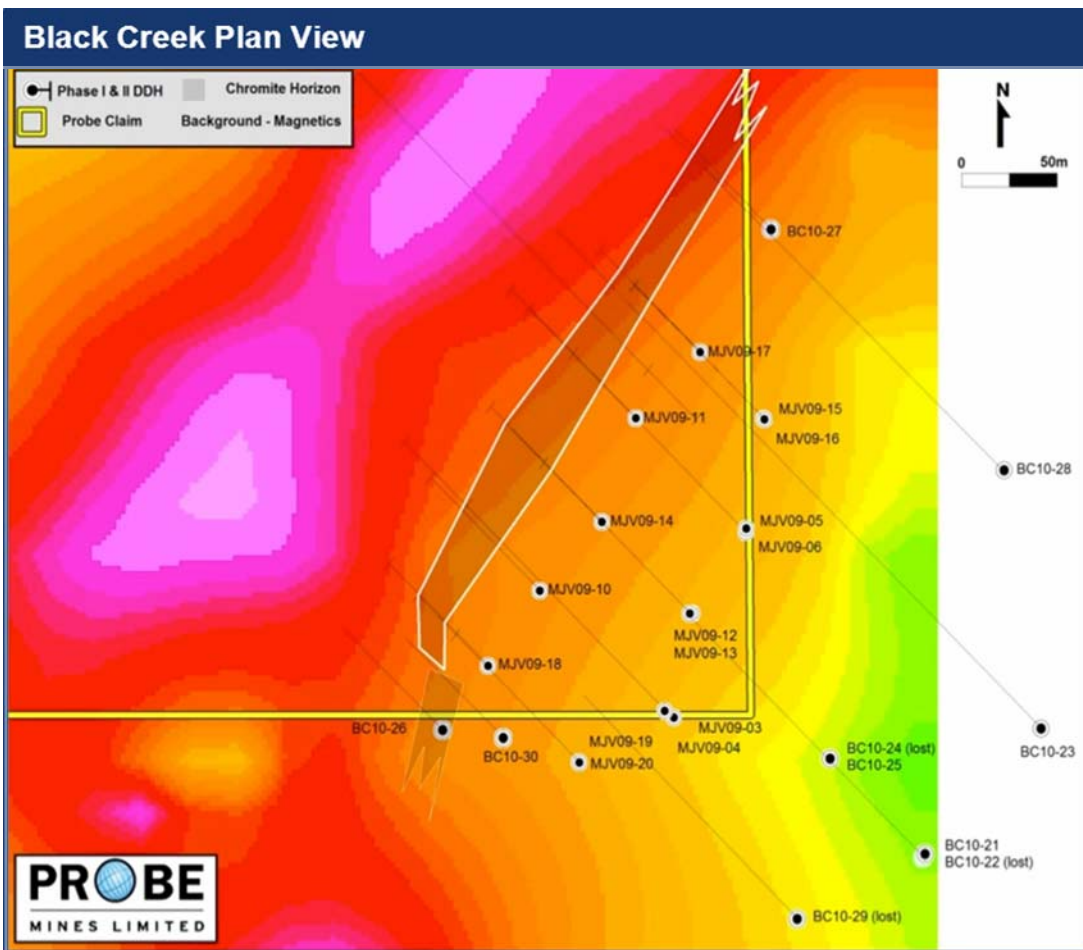 Black Creek Plan View
Phase I & II DDH
Chromite Horizon
Probe Claim
Background - Magnetics
N
0 50m
BC10-27
MJV09-17
MJV09-15
MJV09-16
MJV09-11
BC10-28
MJV09-14
MJV09-05
MJV09-06
MJV09-10
MJV09-12
MJV09-13
MJV09-18
BC10-26
BC10-30
MJV09-19
MJV09-20
MJV09-03
MJV09-04
BC10-24 (lost)
BC10-25
BC10-23
BC10-21
BC10-22 (lost)
BC10-29 (lost)
PROBE
MINES LIMITED